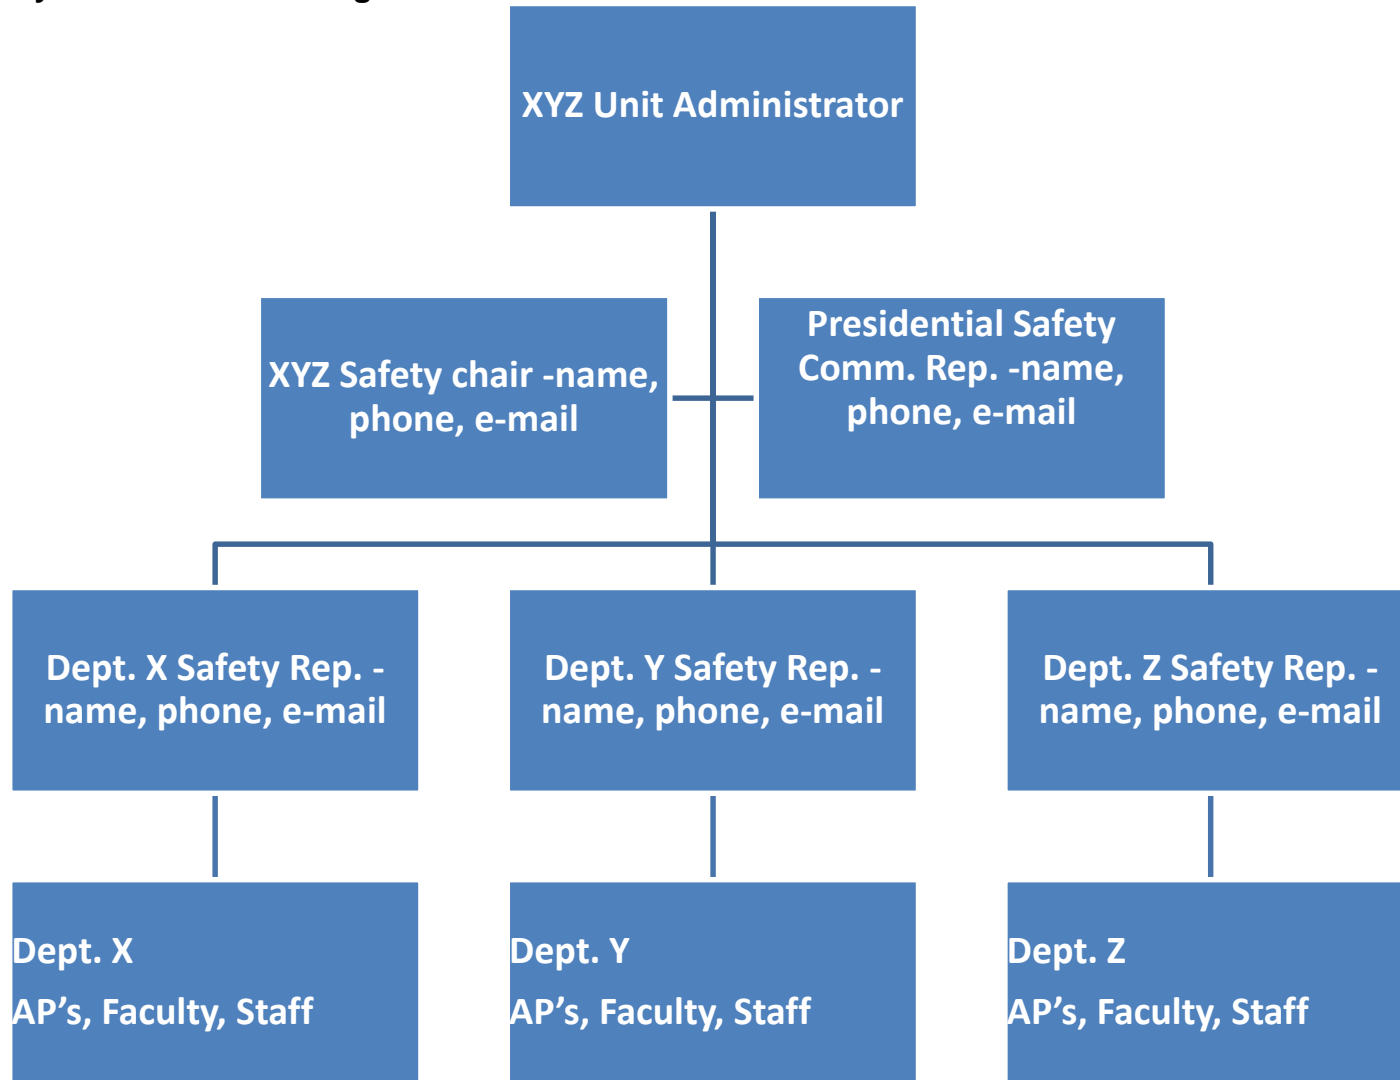 XYZ Unit Administrator
XYZ Safety chair -name,
phone, e-mail
Presidential Safety
Comm. Rep. -name,
phone, e-mail
Dept. X Safety Rep. -
name, phone, e-mail
Dept. Y Safety Rep. -
name, phone, e-mail
Dept. Z Safety Rep. -
name, phone, e-mail
Dept. X
AP’s, Faculty, Staff
Dept. Y
AP’s, Faculty, Staff
Dept. Z
AP’s, Faculty, Staff